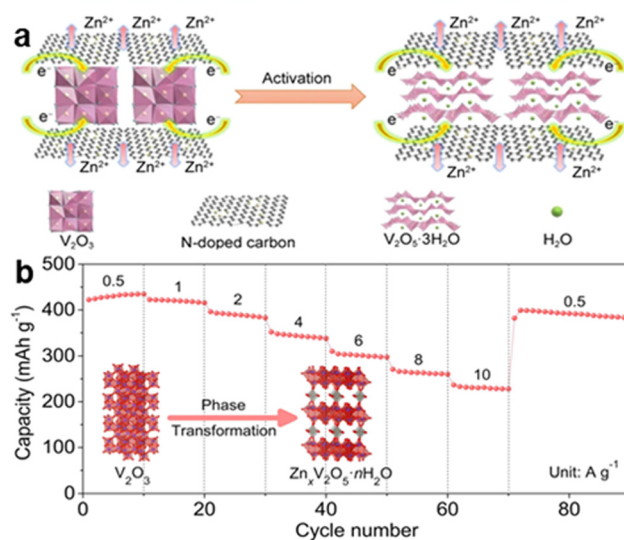 a
Zn²⁺ Zn²⁺ Zn²⁺ Zn²⁺ Zn²⁺ Zn²⁺
e⁻ e⁻ Activation e⁻ e⁻
e⁻ e⁻ e⁻ e⁻
Zn²⁺ Zn²⁺ Zn²⁺ Zn²⁺ Zn²⁺ Zn²⁺
V₂O₃ N-doped carbon V₂O₅·3H₂O H₂O
b
Capacity (mAh g⁻¹)
500
400
300
200
100
0
0.5 1 2 4 6 8 10 0.5
Phase
Transformation
V₂O₃ ZnₓV₂O₅·nH₂O Unit: A g⁻¹
0 20 40 60 80
Cycle number